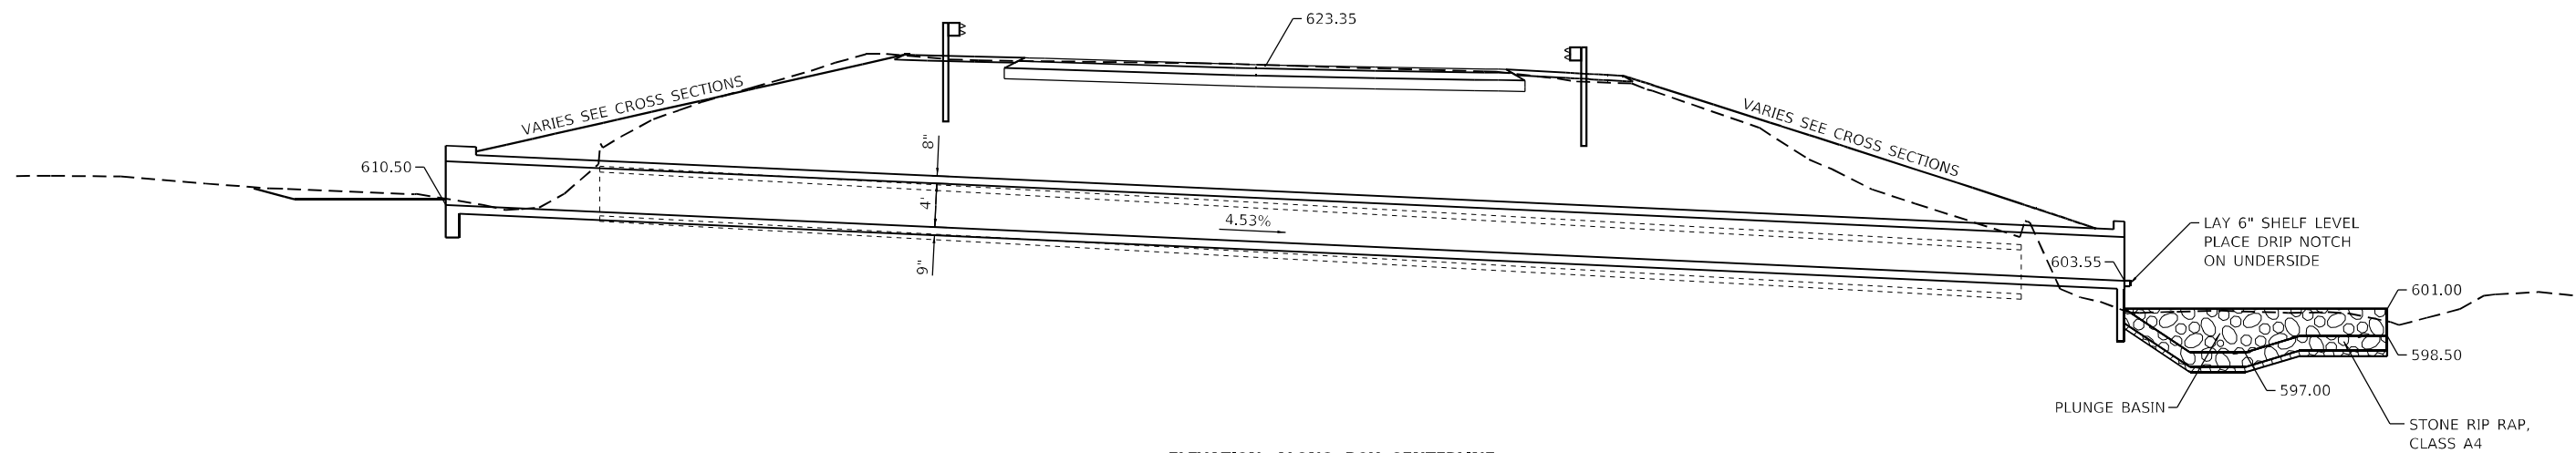 623.35
VARIES SEE CROSS SECTIONS
VARIES SEE CROSS SECTIONS
8"
610.50
4'
4.53%
LAY 6" SHELF LEVEL
PLACE DRIP NOTCH
ON UNDERSIDE
603.55
9"
601.00
598.50
597.00
PLUNGE BASIN
STONE RIP RAP,
CLASS A4